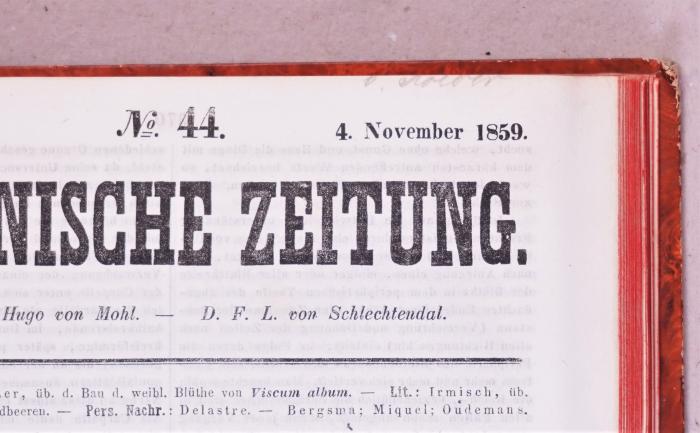 No. 44.
4. November 1859.
NISCHE ZEITUNG.
Hugo von Mohl. — D. F. L. von Schlechtendal.
er, üb. d. Bau d. weibl. Blüthe von Viscum album. — Lit.: Irmisch, üb.
dbeeren. — Pers. Nachr.: Delastre. — Bergsma; Miquel; Oudemans.